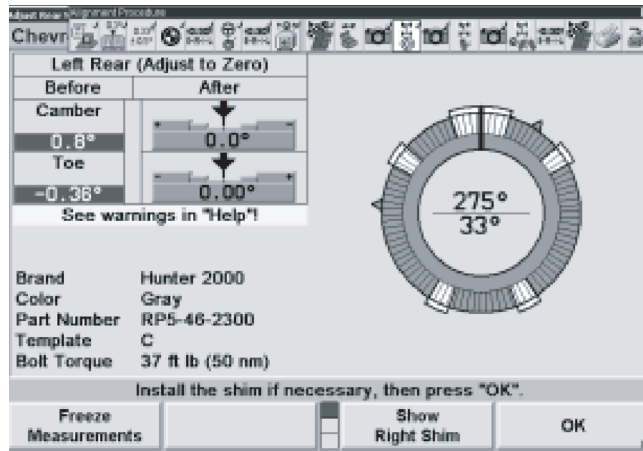 Adjust Rear
Alignment Procedure
Chevr
Left Rear (Adjust to Zero)
Before After
Camber
0.8° 0.0°
Toe
-0.36° 0.00°
See warnings in "Help"!
275°
33°
Brand Hunter 2000
Color Gray
Part Number RP5-46-2300
Template C
Bolt Torque 37 ft lb (50 nm)
Install the shim if necessary, then press "OK".
Freeze Measurements
Show Right Shim
OK